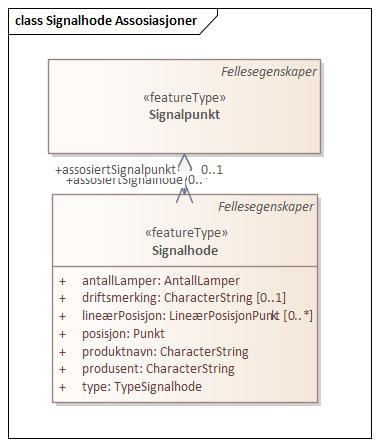 class Signalhode Assosiasjoner
Fellesegenskaper
«featureType»
Signalpunkt
+assosiertSignalpunkt 0..1
+assosiertSignalhode 0..*
Fellesegenskaper
«featureType»
Signalhode
+ antallLamper: AntallLamper
+ driftsmerking: CharacterString [0..1]
+ lineærPosisjon: LineærPosisjonPunkt [0..*]
+ posisjon: Punkt
+ produktnavn: CharacterString
+ produsent: CharacterString
+ type: TypeSignalhode